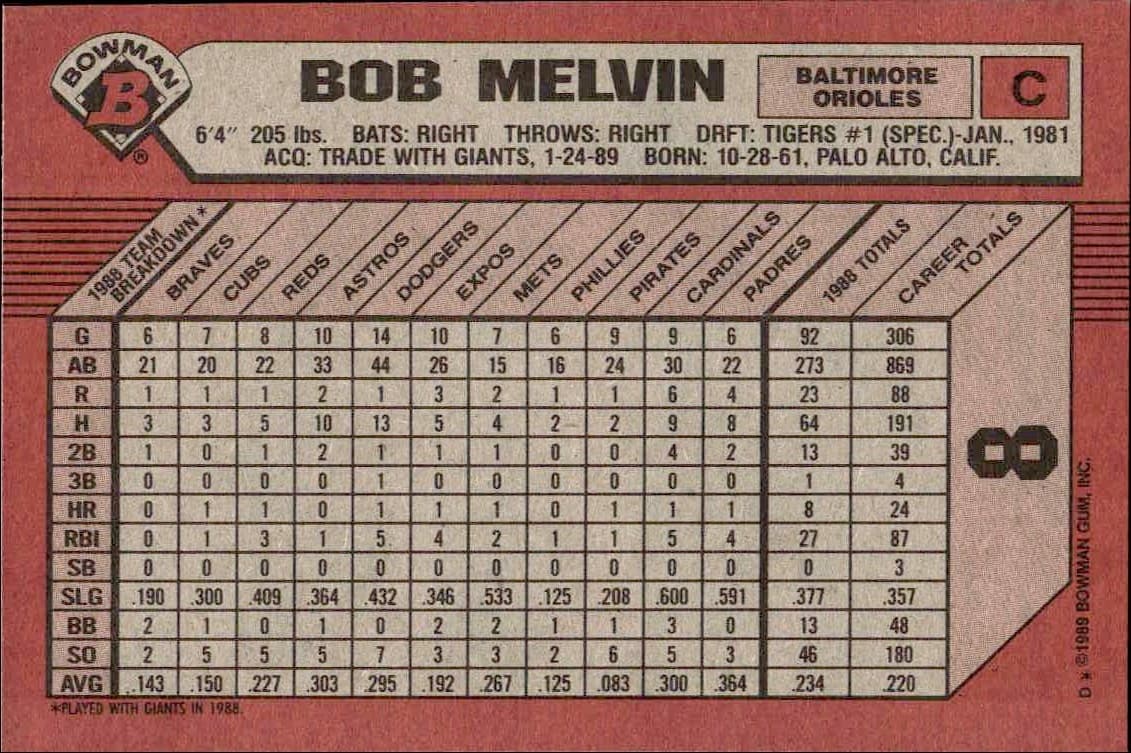 BOWMAN
B
®
BOB MELVIN
BALTIMORE
ORIOLES
C
6'4" 205 lbs. BATS: RIGHT THROWS: RIGHT DRFT: TIGERS #1 (SPEC.)-JAN., 1981
ACQ: TRADE WITH GIANTS, 1-24-89 BORN: 10-28-61, PALO ALTO, CALIF.
1988 TEAM
BREAKDOWN*
BRAVES
CUBS
REDS
ASTROS
DODGERS
EXPOS
METS
PHILLIES
PIRATES
CARDINALS
PADRES
1988 TOTALS
CAREER
TOTALS
G 6 7 8 10 14 10 7 6 9 9 6 92 306
AB 21 20 22 33 44 26 15 16 24 30 22 273 869
R 1 1 1 2 1 3 2 1 1 6 4 23 88
H 3 3 5 10 13 5 4 2 2 9 8 64 191
2B 1 0 1 2 1 1 1 0 0 4 2 13 39
3B 0 0 0 0 1 0 0 0 0 0 0 1 4
HR 0 1 1 0 1 1 1 0 1 1 1 8 24
RBI 0 1 3 1 5 4 2 1 1 5 4 27 87
SB 0 0 0 0 0 0 0 0 0 0 0 0 3
SLG .190 .300 .409 .364 .432 .346 .533 .125 .208 .600 .591 .377 .357
BB 2 1 0 1 0 2 2 1 1 3 0 13 48
SO 2 5 5 5 7 3 3 2 6 5 3 46 180
AVG .143 .150 .227 .303 .295 .192 .267 .125 .083 .300 .364 .234 .220
*PLAYED WITH GIANTS IN 1988.
8
D * ©1989 BOWMAN GUM, INC.